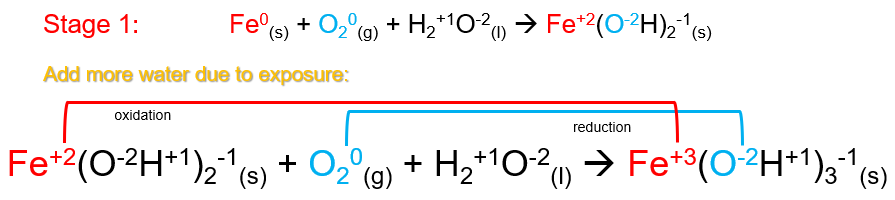 Stage 1: Fe⁰(s) + O₂⁰(g) + H₂⁺¹O⁻²(l) → Fe⁺²(O⁻²H)₂⁻¹(s)
Add more water due to exposure:
oxidation
reduction
Fe⁺²(O⁻²H⁺¹)₂⁻¹(s) + O₂⁰(g) + H₂⁺¹O⁻²(l) → Fe⁺³(O⁻²H⁺¹)₃⁻¹(s)